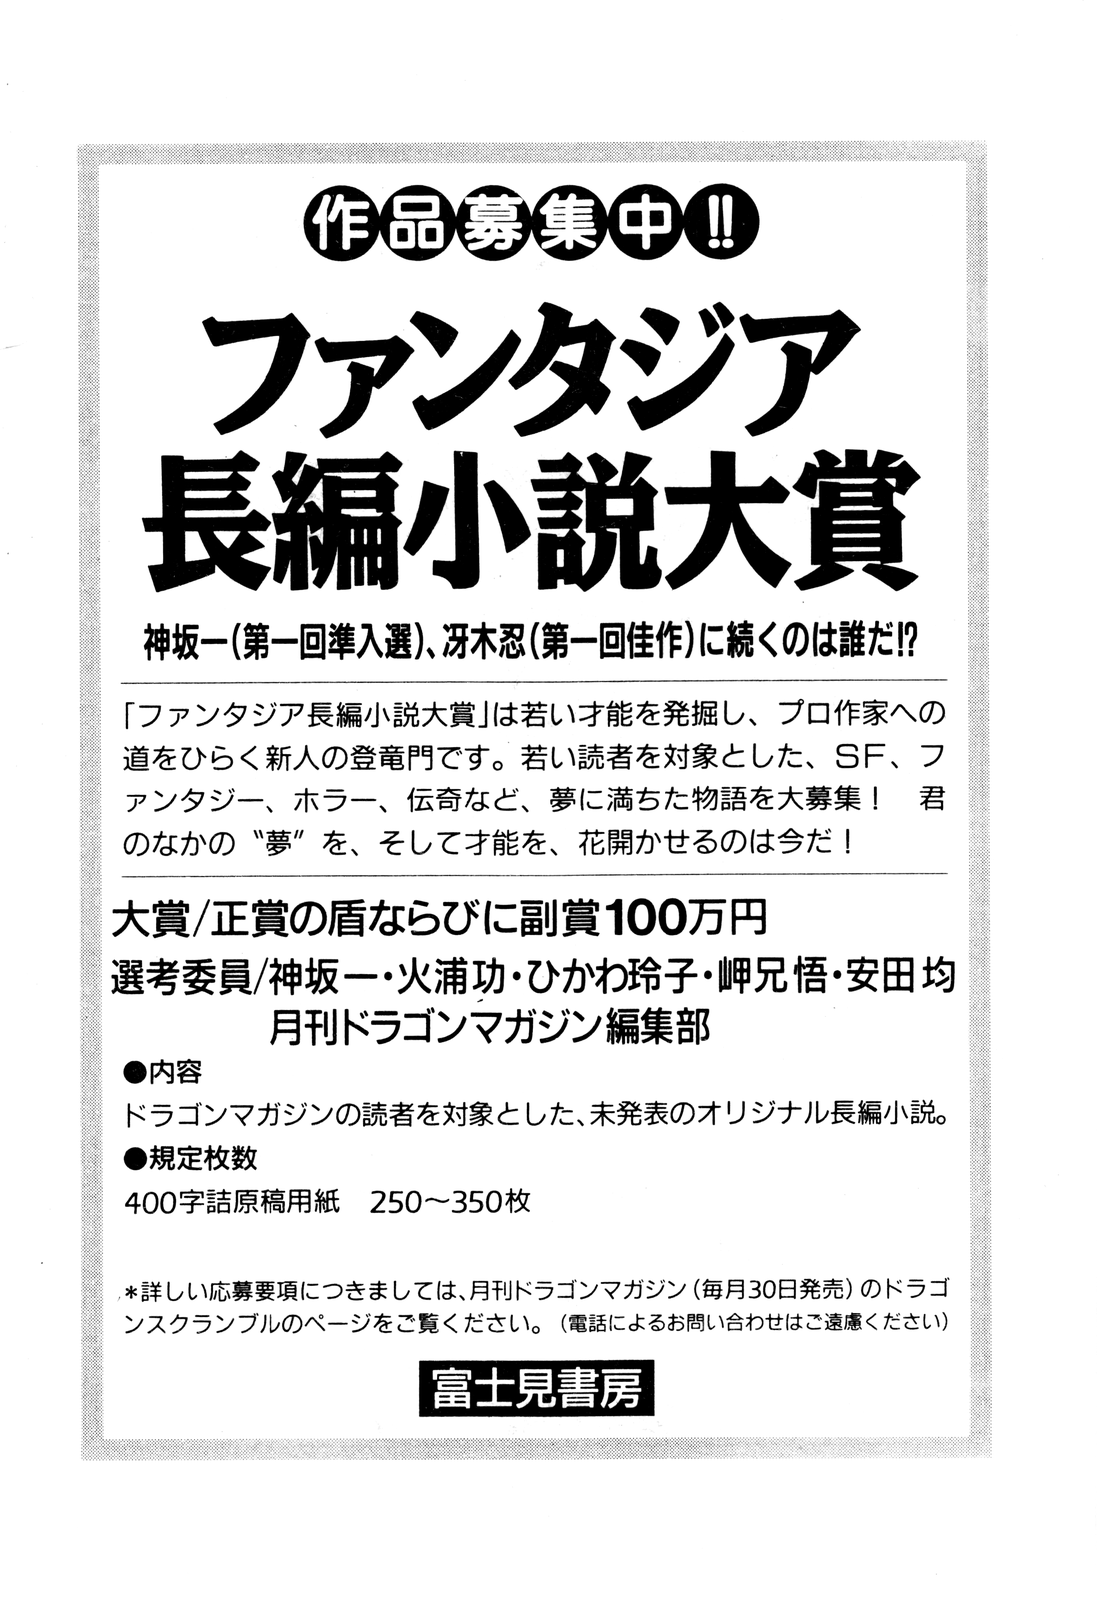 作品募集中!!
ファンタジア
長編小説大賞
神坂一(第一回準入選)、冴木忍(第一回佳作)に続くのは誰だ!?
「ファンタジア長編小説大賞」は若い才能を発掘し、プロ作家への
道をひらく新人の登竜門です。若い読者を対象とした、SF、フ
ァンタジー、ホラー、伝奇など、夢に満ちた物語を大募集! 君
のなかの〝夢〟を、そして才能を、花開かせるのは今だ!
大賞/正賞の盾ならびに副賞100万円
選考委員/神坂一・火浦功・ひかわ玲子・岬兄悟・安田均
月刊ドラゴンマガジン編集部
●内容
ドラゴンマガジンの読者を対象とした、未発表のオリジナル長編小説。
●規定枚数
400字詰原稿用紙 250〜350枚
*詳しい応募要項につきましては、月刊ドラゴンマガジン(毎月30日発売)のドラゴ
ンスクランブルのページをご覧ください。(電話によるお問い合わせはご遠慮ください)
富士見書房